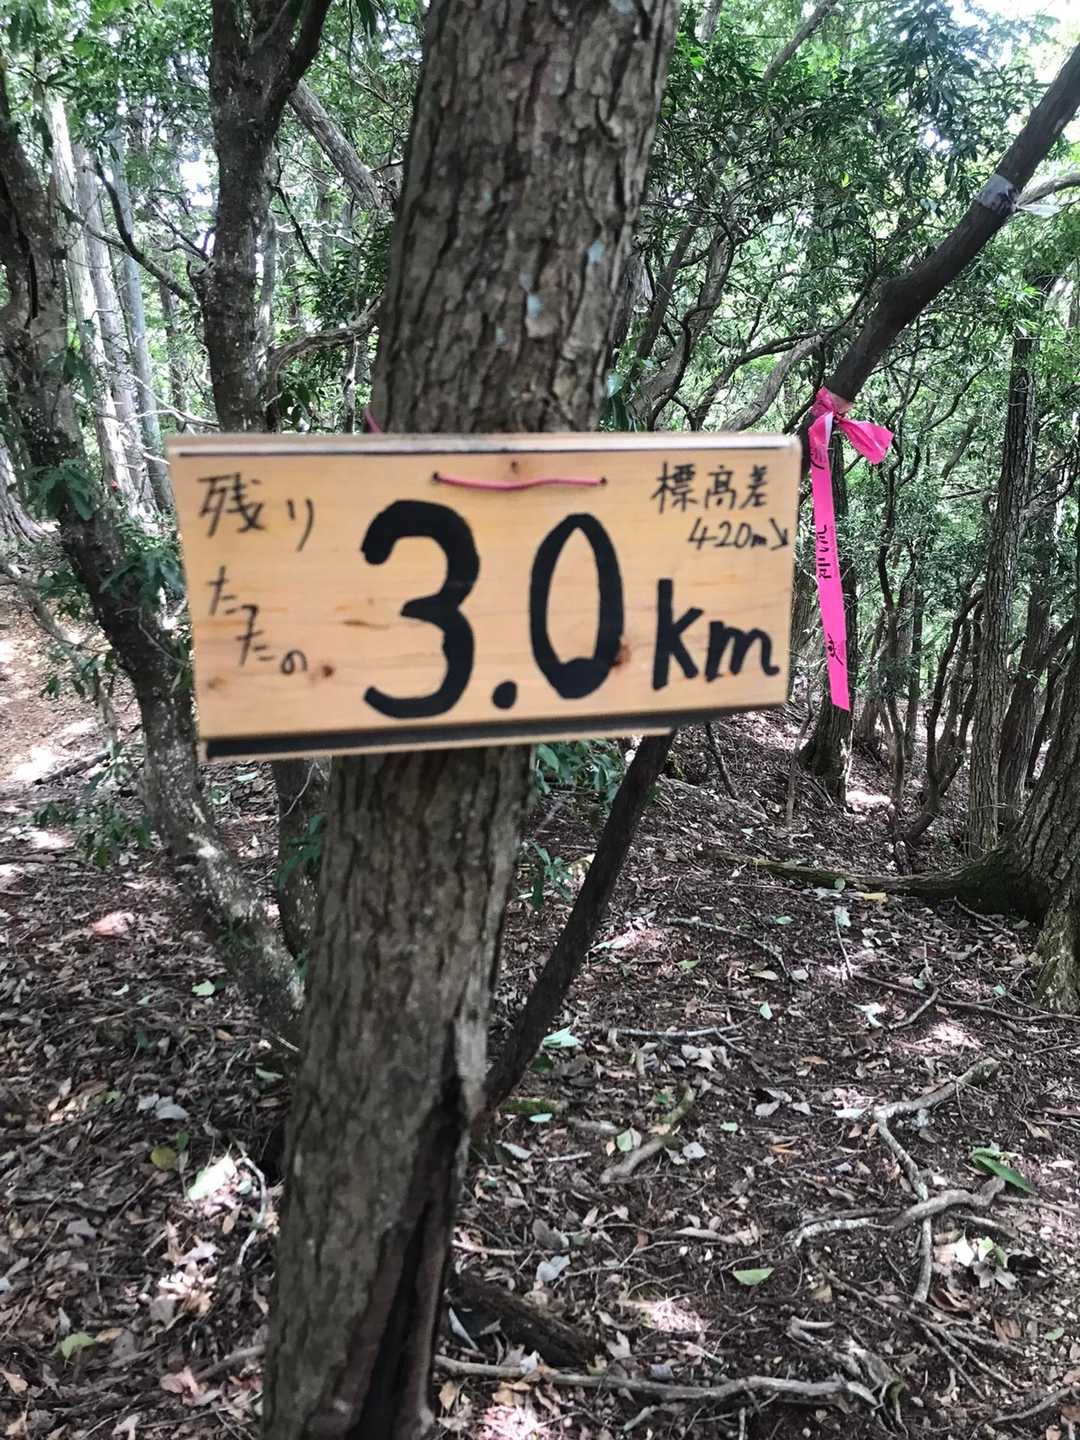 残り
たったの
3.0km
標高差
420m↘